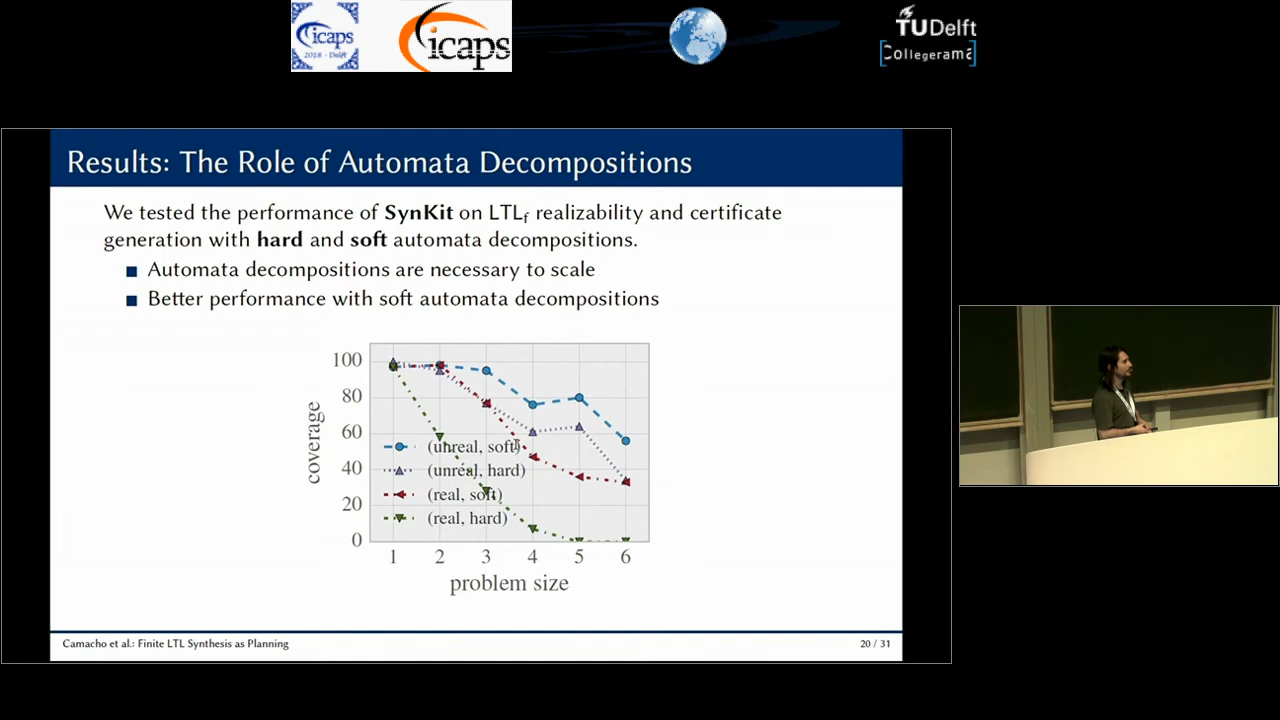 icaps
2018 - Delft
icaps
TUDelft
Collegerama
Results: The Role of Automata Decompositions
We tested the performance of SynKit on LTLf realizability and certificate
generation with hard and soft automata decompositions.
Automata decompositions are necessary to scale
Better performance with soft automata decompositions
100
80
60
40
20
0
coverage
(unreal, soft)
(unreal, hard)
(real, soft)
(real, hard)
1 2 3 4 5 6
problem size
Camacho et al.: Finite LTL Synthesis as Planning
20 / 31